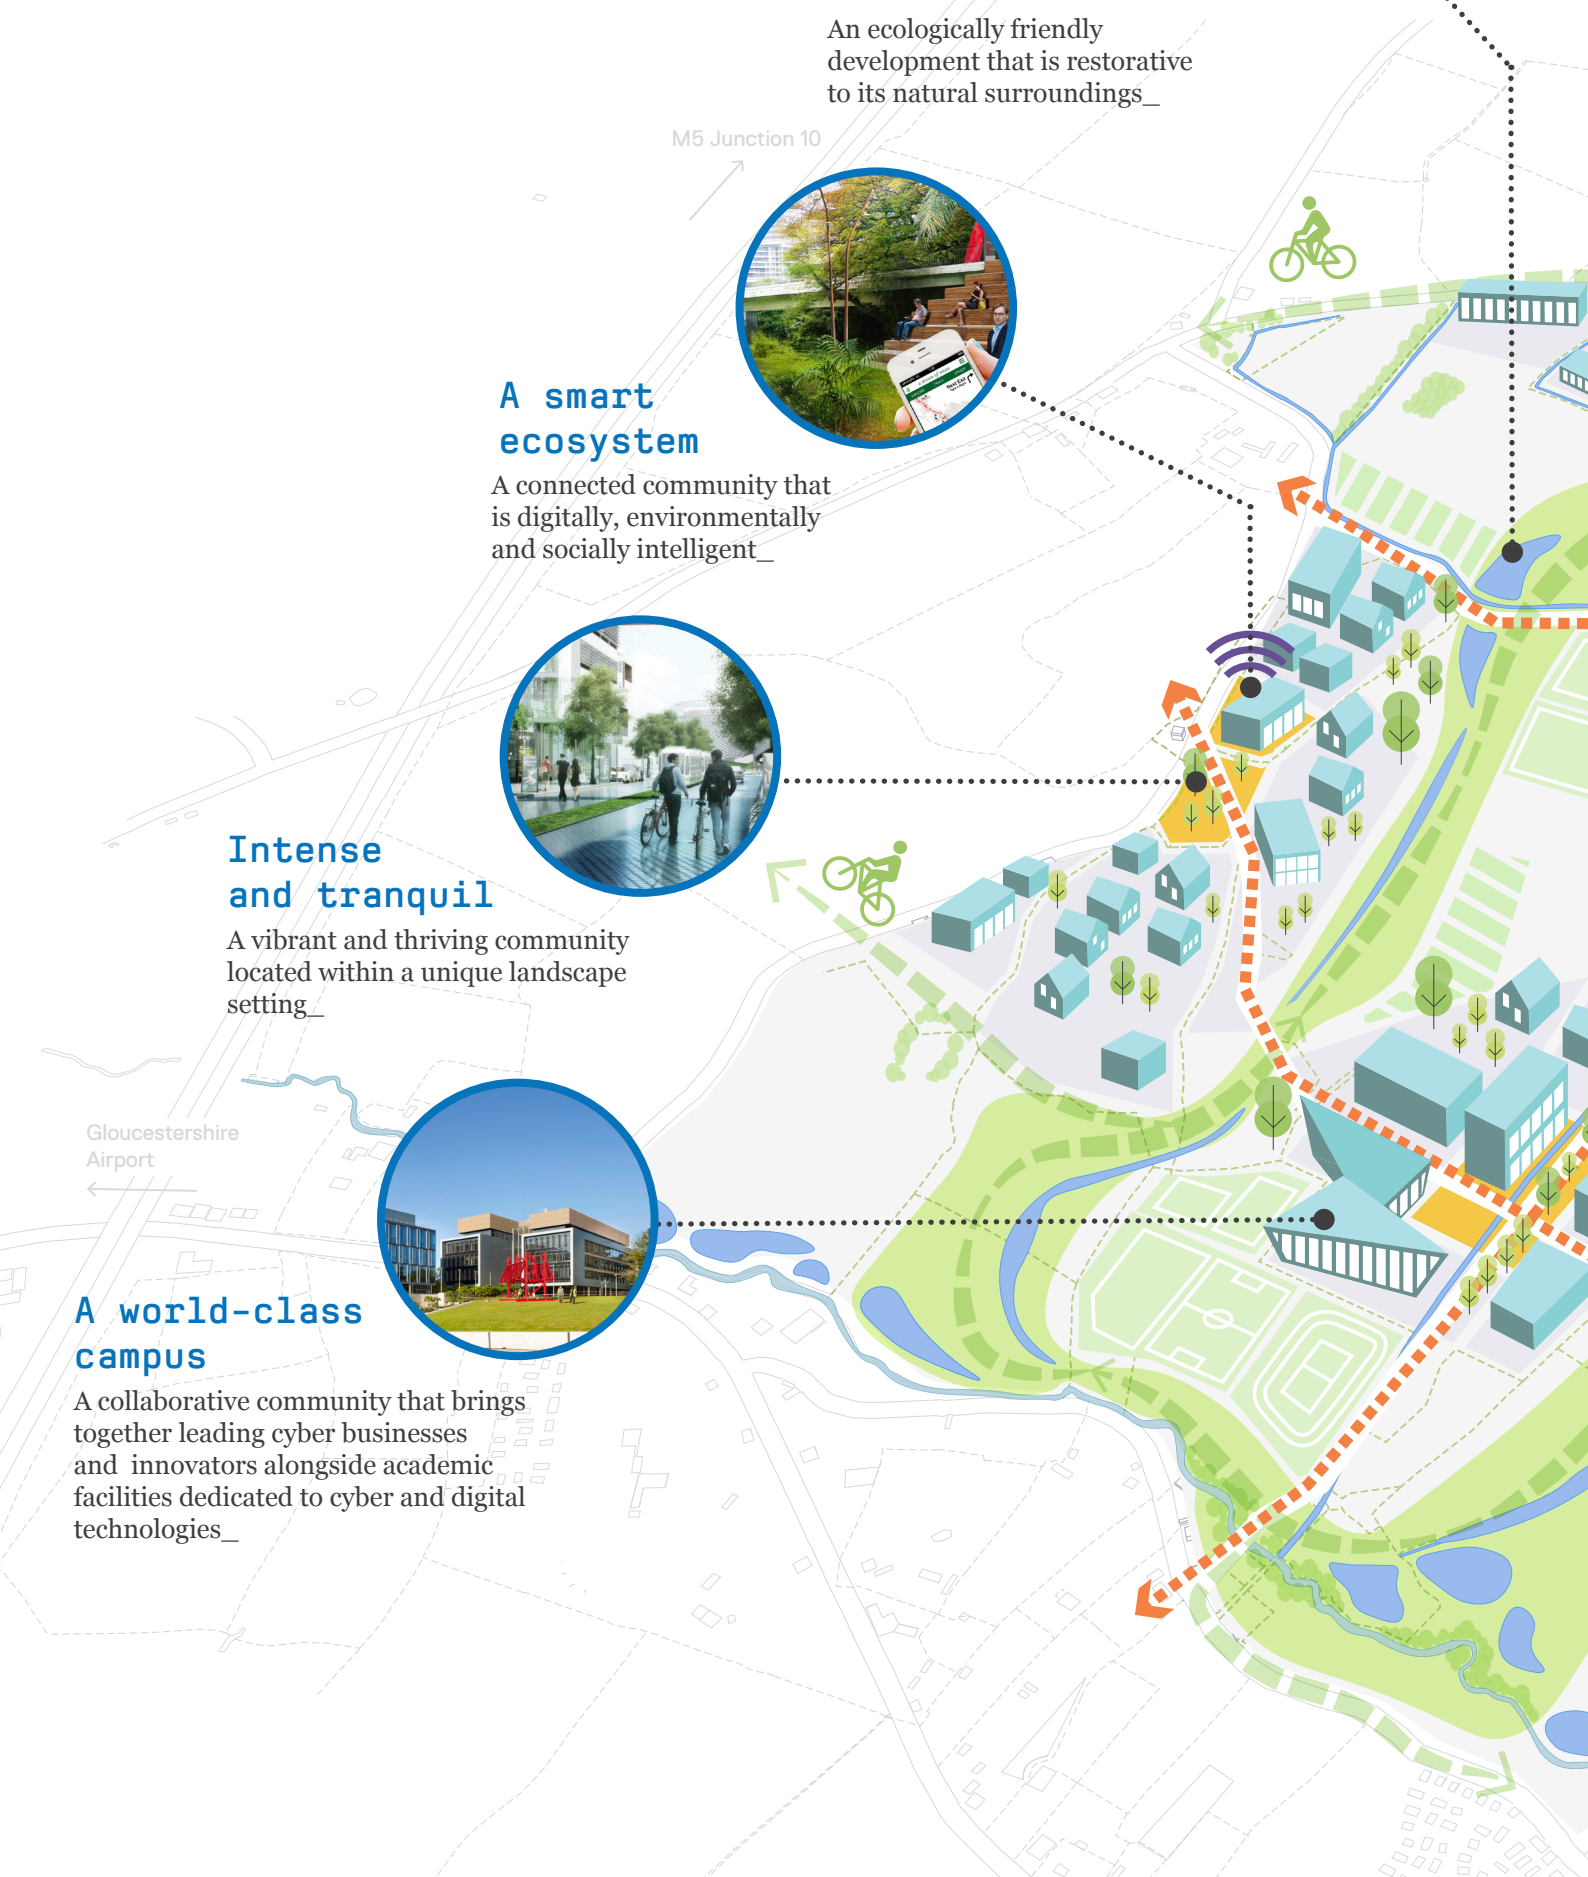 An ecologically friendly
development that is restorative
to its natural surroundings_
M5 Junction 10
Next Exit
A smart
ecosystem
A connected community that
is digitally, environmentally
and socially intelligent_
Intense
and tranquil
A vibrant and thriving community
located within a unique landscape
setting_
Gloucestershire
Airport
A world-class
campus
A collaborative community that brings
together leading cyber businesses
and  innovators alongside academic
facilities dedicated to cyber and digital
technologies_